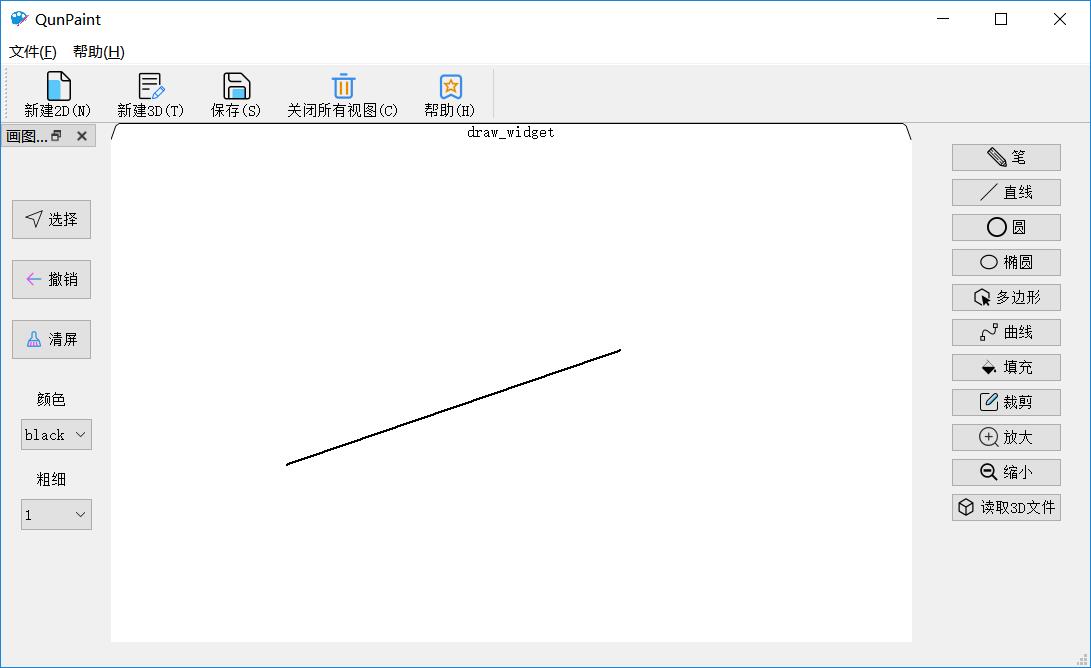 QunPaint
文件(F) 帮助(H)
新建2D(N) 新建3D(T) 保存(S) 关闭所有视图(C) 帮助(H)
画图...
draw_widget
选择
撤销
清屏
颜色
black
粗细
1
笔
直线
圆
椭圆
多边形
曲线
填充
裁剪
放大
缩小
读取3D文件